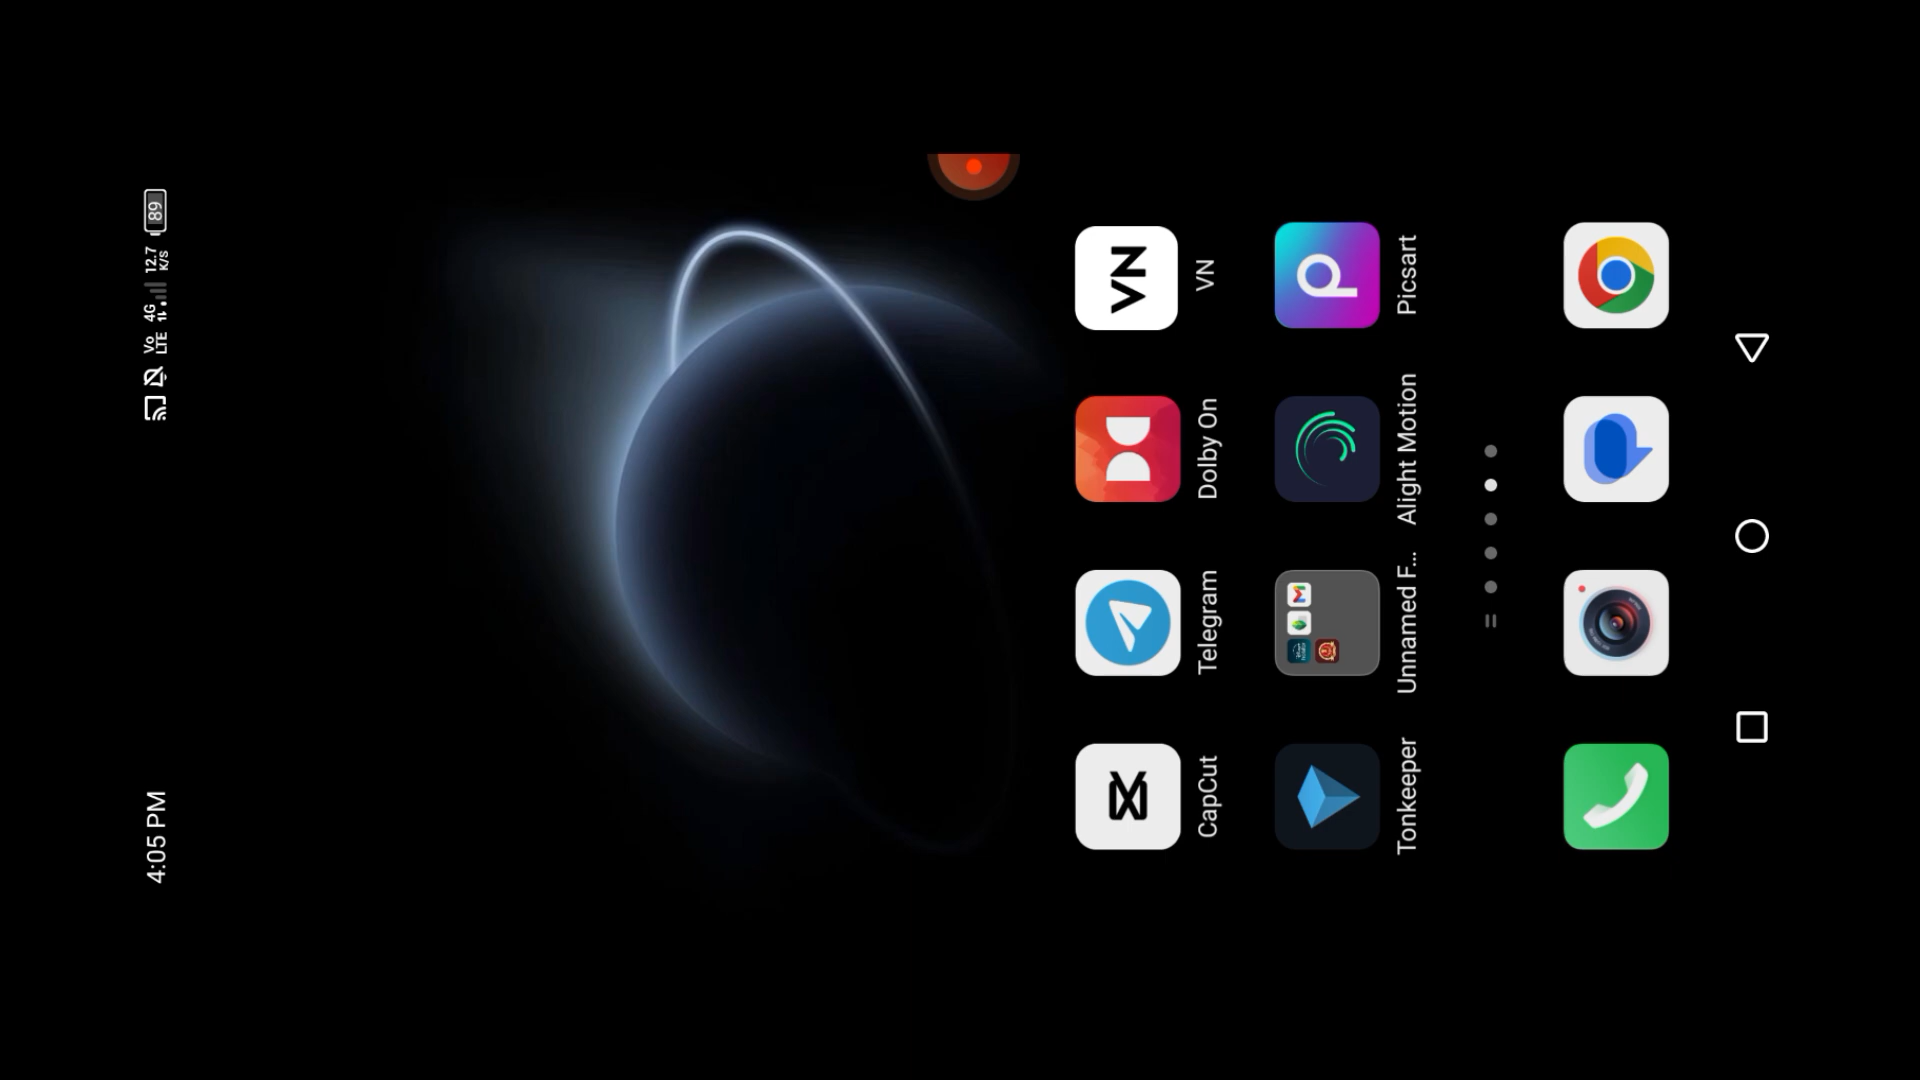 4:05 PM
Vo LTE 4G 12.7 K/s 89
CapCut
Telegram
Dolby On
VN
VN
Tonkeeper
Unnamed F...
Alight Motion
Picsart